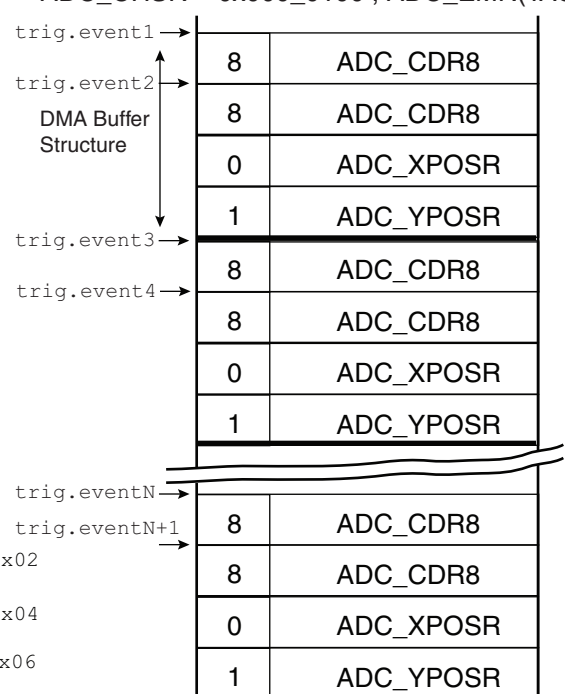 trig.event1
8 ADC_CDR8
trig.event2
DMA Buffer
Structure
8 ADC_CDR8
0 ADC_XPOSR
1 ADC_YPOSR
trig.event3
8 ADC_CDR8
trig.event4
8 ADC_CDR8
0 ADC_XPOSR
1 ADC_YPOSR
trig.eventN
8 ADC_CDR8
trig.eventN+1
x02
8 ADC_CDR8
x04
0 ADC_XPOSR
x06
1 ADC_YPOSR